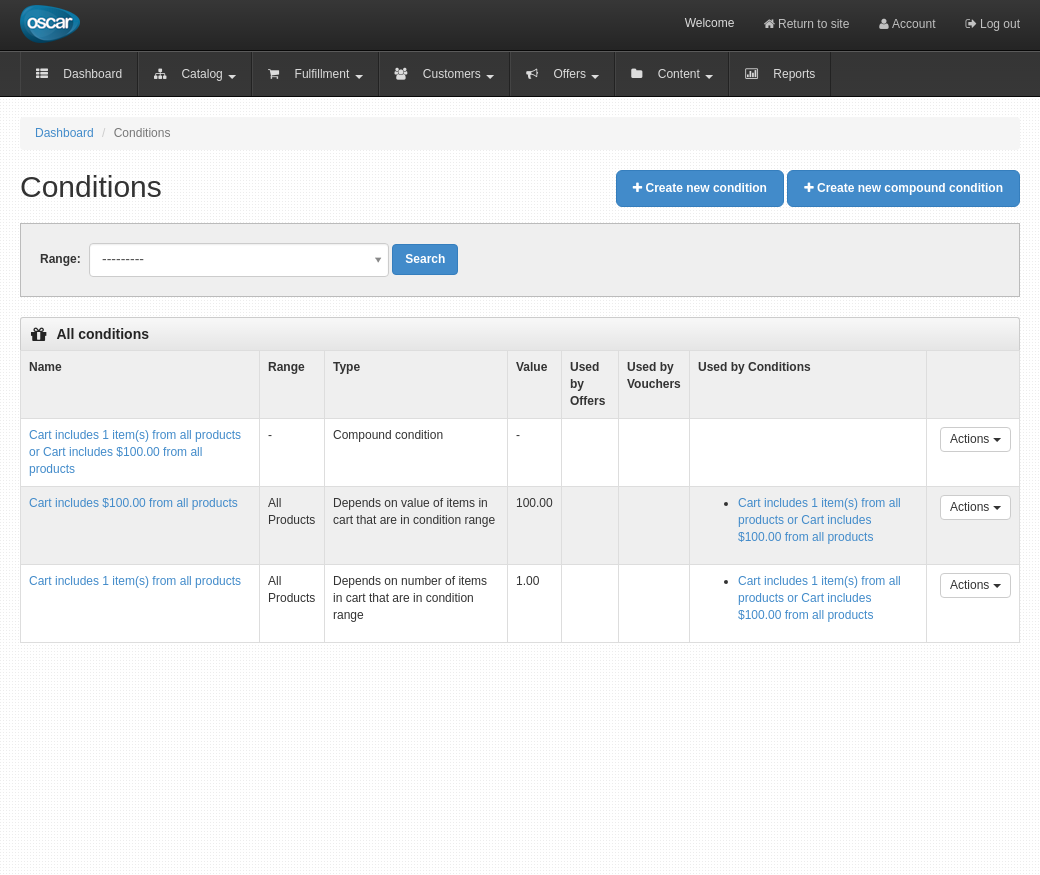 oscar
Welcome Return to site Account Log out
Dashboard Catalog Fulfillment Customers Offers Content Reports
Dashboard / Conditions
Conditions
Create new condition Create new compound condition
Range: --------- Search
All conditions
Name Range Type Value Used by Offers Used by Vouchers Used by Conditions
Cart includes 1 item(s) from all products
or Cart includes $100.00 from all
products
-
Compound condition
-
Actions
Cart includes $100.00 from all products
All
Products
Depends on value of items in
cart that are in condition range
100.00
Cart includes 1 item(s) from all
products or Cart includes
$100.00 from all products
Actions
Cart includes 1 item(s) from all products
All
Products
Depends on number of items
in cart that are in condition
range
1.00
Cart includes 1 item(s) from all
products or Cart includes
$100.00 from all products
Actions